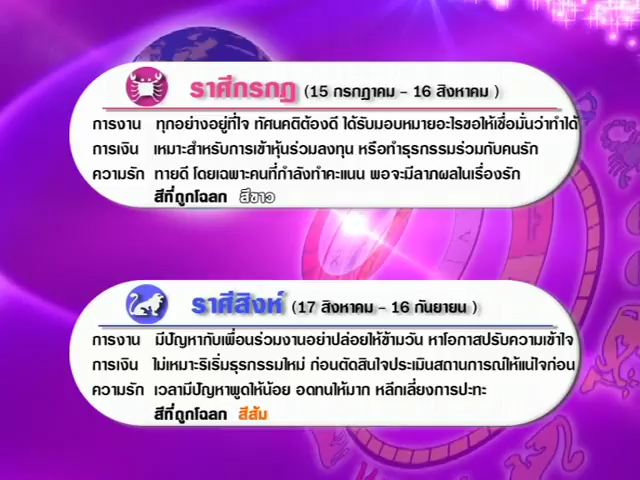 ราศีกรกฎ (15 กรกฎาคม - 16 สิงหาคม )
การงาน ทุกอย่างอยู่ที่ใจ ทัศนคติต้องดี ได้รับมอบหมายอะไรขอให้เชื่อมั่นว่าทำได้
การเงิน เหมาะสำหรับการเข้าหุ้นร่วมลงทุน หรือทำธุรกรรมร่วมกับคนรัก
ความรัก ทายดี โดยเฉพาะคนที่กำลังทำคะแนน พอจะมีลาภผลในเรื่องรัก
สีที่ถูกโฉลก สีขาว
ราศีสิงห์ (17 สิงหาคม - 16 กันยายน )
การงาน มีปัญหากับเพื่อนร่วมงานอย่าปล่อยให้ข้ามวัน หาโอกาสปรับความเข้าใจ
การเงิน ไม่เหมาะริเริ่มธุรกรรมใหม่ ก่อนตัดสินใจประเมินสถานการณ์ให้แน่ใจก่อน
ความรัก เวลามีปัญหาพูดให้น้อย อดทนให้มาก หลีกเลี่ยงการปะทะ
สีที่ถูกโฉลก สีส้ม